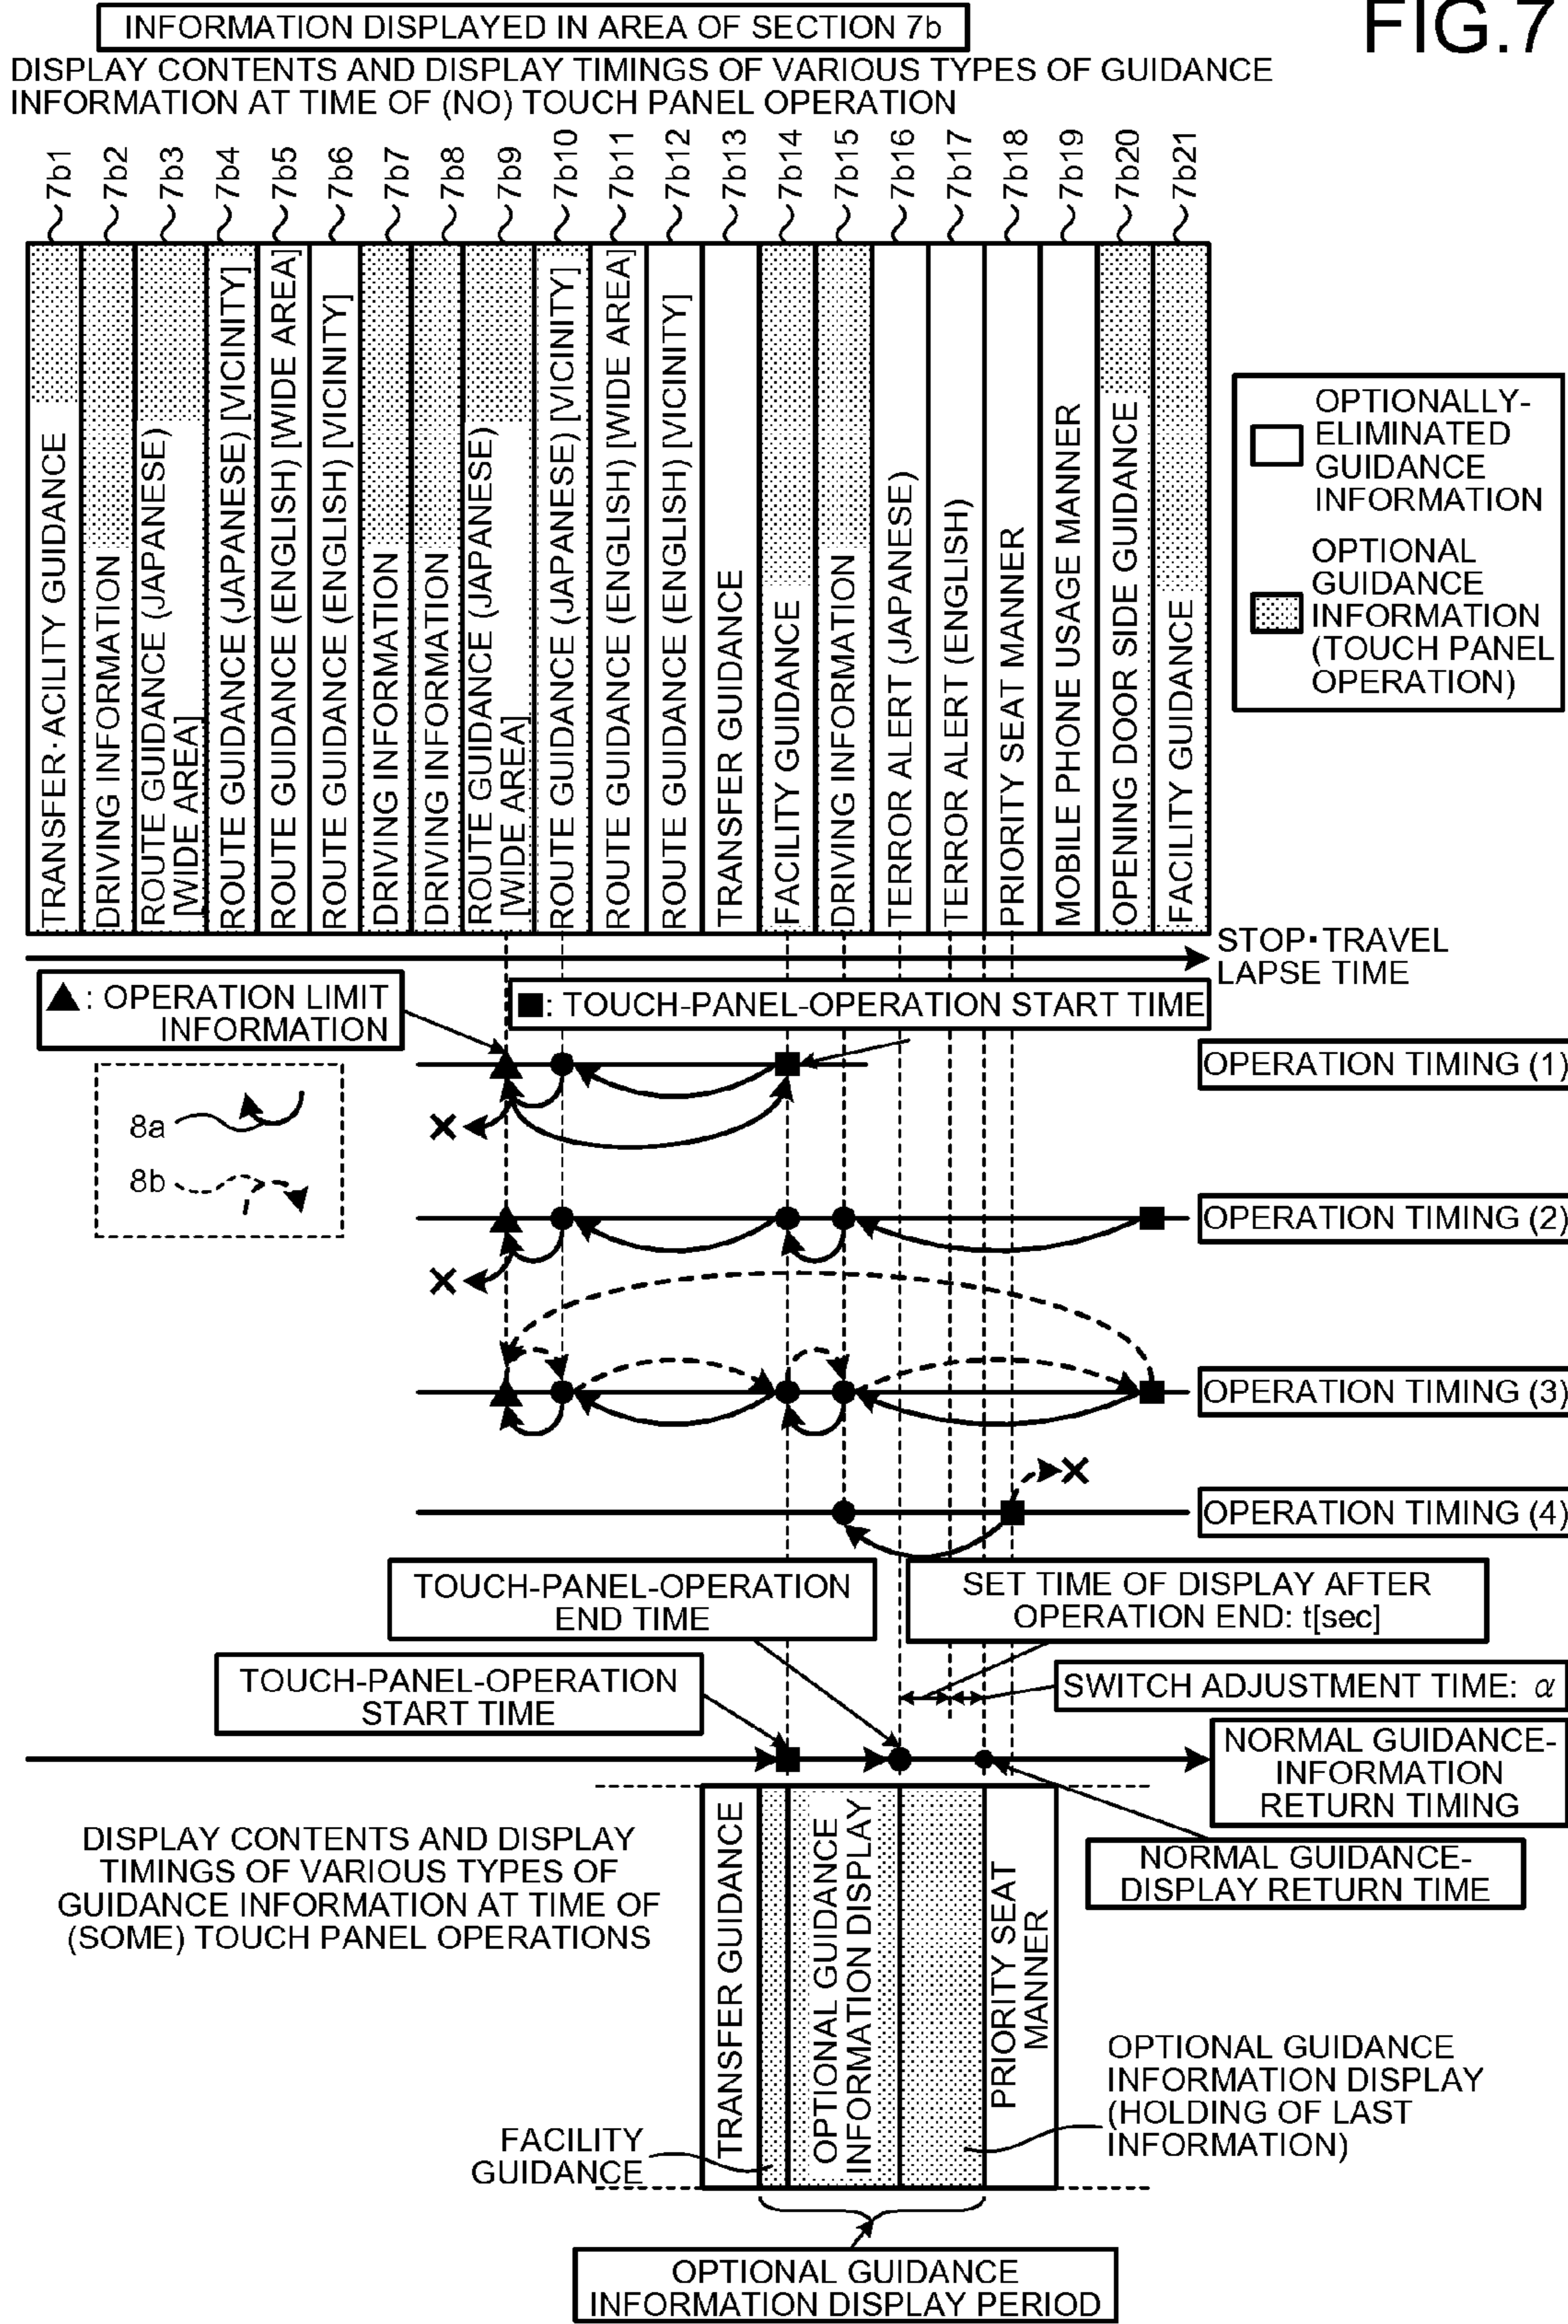 FIG.7
INFORMATION DISPLAYED IN AREA OF SECTION 7b
DISPLAY CONTENTS AND DISPLAY TIMINGS OF VARIOUS TYPES OF GUIDANCE
INFORMATION AT TIME OF (NO) TOUCH PANEL OPERATION
7b1
7b2
7b3
7b4
7b5
7b6
7b7
7b8
7b9
7b10
7b11
7b12
7b13
7b14
7b15
7b16
7b17
7b18
7b19
7b20
7b21
TRANSFER·ACILITY GUIDANCE
DRIVING INFORMATION
ROUTE GUIDANCE (JAPANESE)
[WIDE AREA]
ROUTE GUIDANCE (JAPANESE) [VICINITY]
ROUTE GUIDANCE (ENGLISH) [WIDE AREA]
ROUTE GUIDANCE (ENGLISH) [VICINITY]
DRIVING INFORMATION
DRIVING INFORMATION
ROUTE GUIDANCE (JAPANESE)
[WIDE AREA]
ROUTE GUIDANCE (JAPANESE) [VICINITY]
ROUTE GUIDANCE (ENGLISH) [WIDE AREA]
ROUTE GUIDANCE (ENGLISH) [VICINITY]
TRANSFER GUIDANCE
FACILITY GUIDANCE
DRIVING INFORMATION
TERROR ALERT (JAPANESE)
TERROR ALERT (ENGLISH)
PRIORITY SEAT MANNER
MOBILE PHONE USAGE MANNER
OPENING DOOR SIDE GUIDANCE
FACILITY GUIDANCE
OPTIONALLY-
ELIMINATED
GUIDANCE
INFORMATION
OPTIONAL
GUIDANCE
INFORMATION
(TOUCH PANEL
OPERATION)
STOP·TRAVEL
LAPSE TIME
▲: OPERATION LIMIT
INFORMATION
■: TOUCH-PANEL-OPERATION START TIME
OPERATION TIMING (1)
8a
8b
OPERATION TIMING (2)
OPERATION TIMING (3)
OPERATION TIMING (4)
TOUCH-PANEL-OPERATION
END TIME
SET TIME OF DISPLAY AFTER
OPERATION END: t[sec]
TOUCH-PANEL-OPERATION
START TIME
SWITCH ADJUSTMENT TIME: α
NORMAL GUIDANCE-
INFORMATION
RETURN TIMING
NORMAL GUIDANCE-
DISPLAY RETURN TIME
DISPLAY CONTENTS AND DISPLAY
TIMINGS OF VARIOUS TYPES OF
GUIDANCE INFORMATION AT TIME OF
(SOME) TOUCH PANEL OPERATIONS
TRANSFER GUIDANCE
OPTIONAL GUIDANCE
INFORMATION DISPLAY
PRIORITY SEAT
MANNER
FACILITY
GUIDANCE
OPTIONAL GUIDANCE
INFORMATION DISPLAY
(HOLDING OF LAST
INFORMATION)
OPTIONAL GUIDANCE
INFORMATION DISPLAY PERIOD